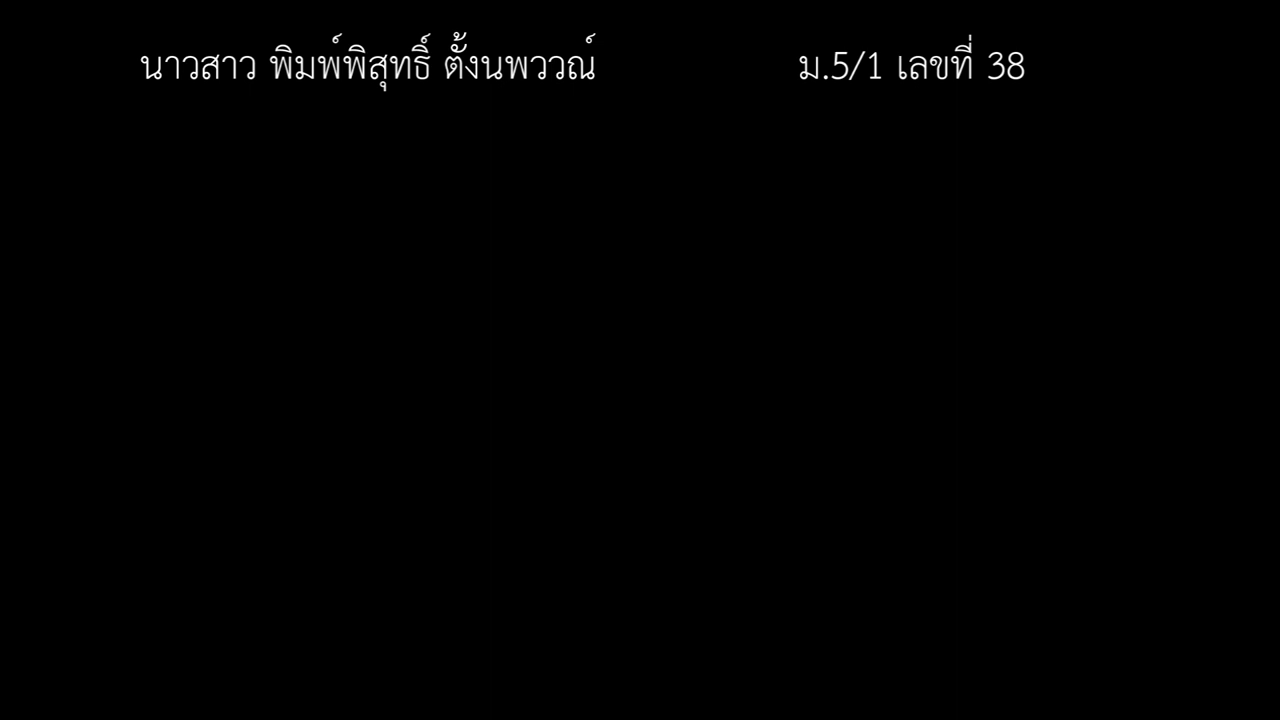 นาวสาว พิมพ์พิสุทธิ์ ตั้งนพววณ์ ม.5/1 เลขที่ 38